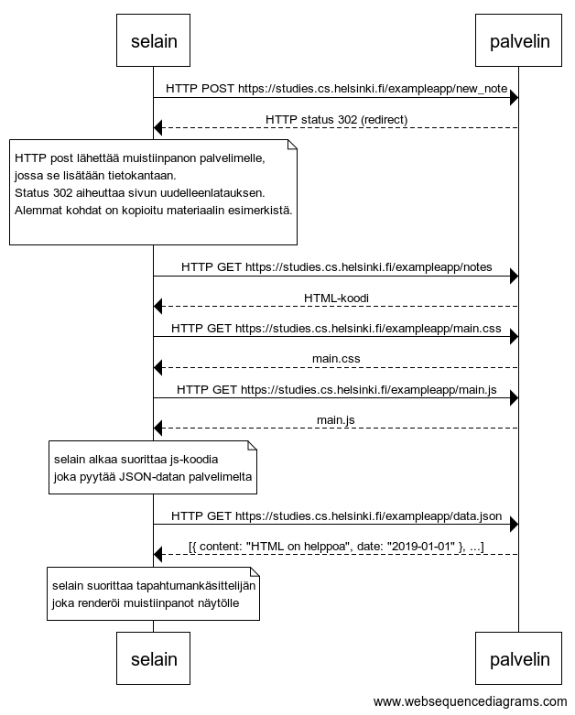 selain palvelin
HTTP POST https://studies.cs.helsinki.fi/exampleapp/new_note
HTTP status 302 (redirect)
HTTP post lähettää muistiinpanon palvelimelle,
jossa se lisätään tietokantaan.
Status 302 aiheuttaa sivun uudelleenlatauksen.
Alemmat kohdat on kopioitu materiaalin esimerkistä.
HTTP GET https://studies.cs.helsinki.fi/exampleapp/notes
HTML-koodi
HTTP GET https://studies.cs.helsinki.fi/exampleapp/main.css
main.css
HTTP GET https://studies.cs.helsinki.fi/exampleapp/main.js
main.js
selain alkaa suorittaa js-koodia
joka pyytää JSON-datan palvelimelta
HTTP GET https://studies.cs.helsinki.fi/exampleapp/data.json
[{ content: "HTML on helppoa", date: "2019-01-01" }, ...]
selain suorittaa tapahtumankäsittelijän
joka renderöi muistiinpanot näytölle
selain palvelin
www.websequencediagrams.com